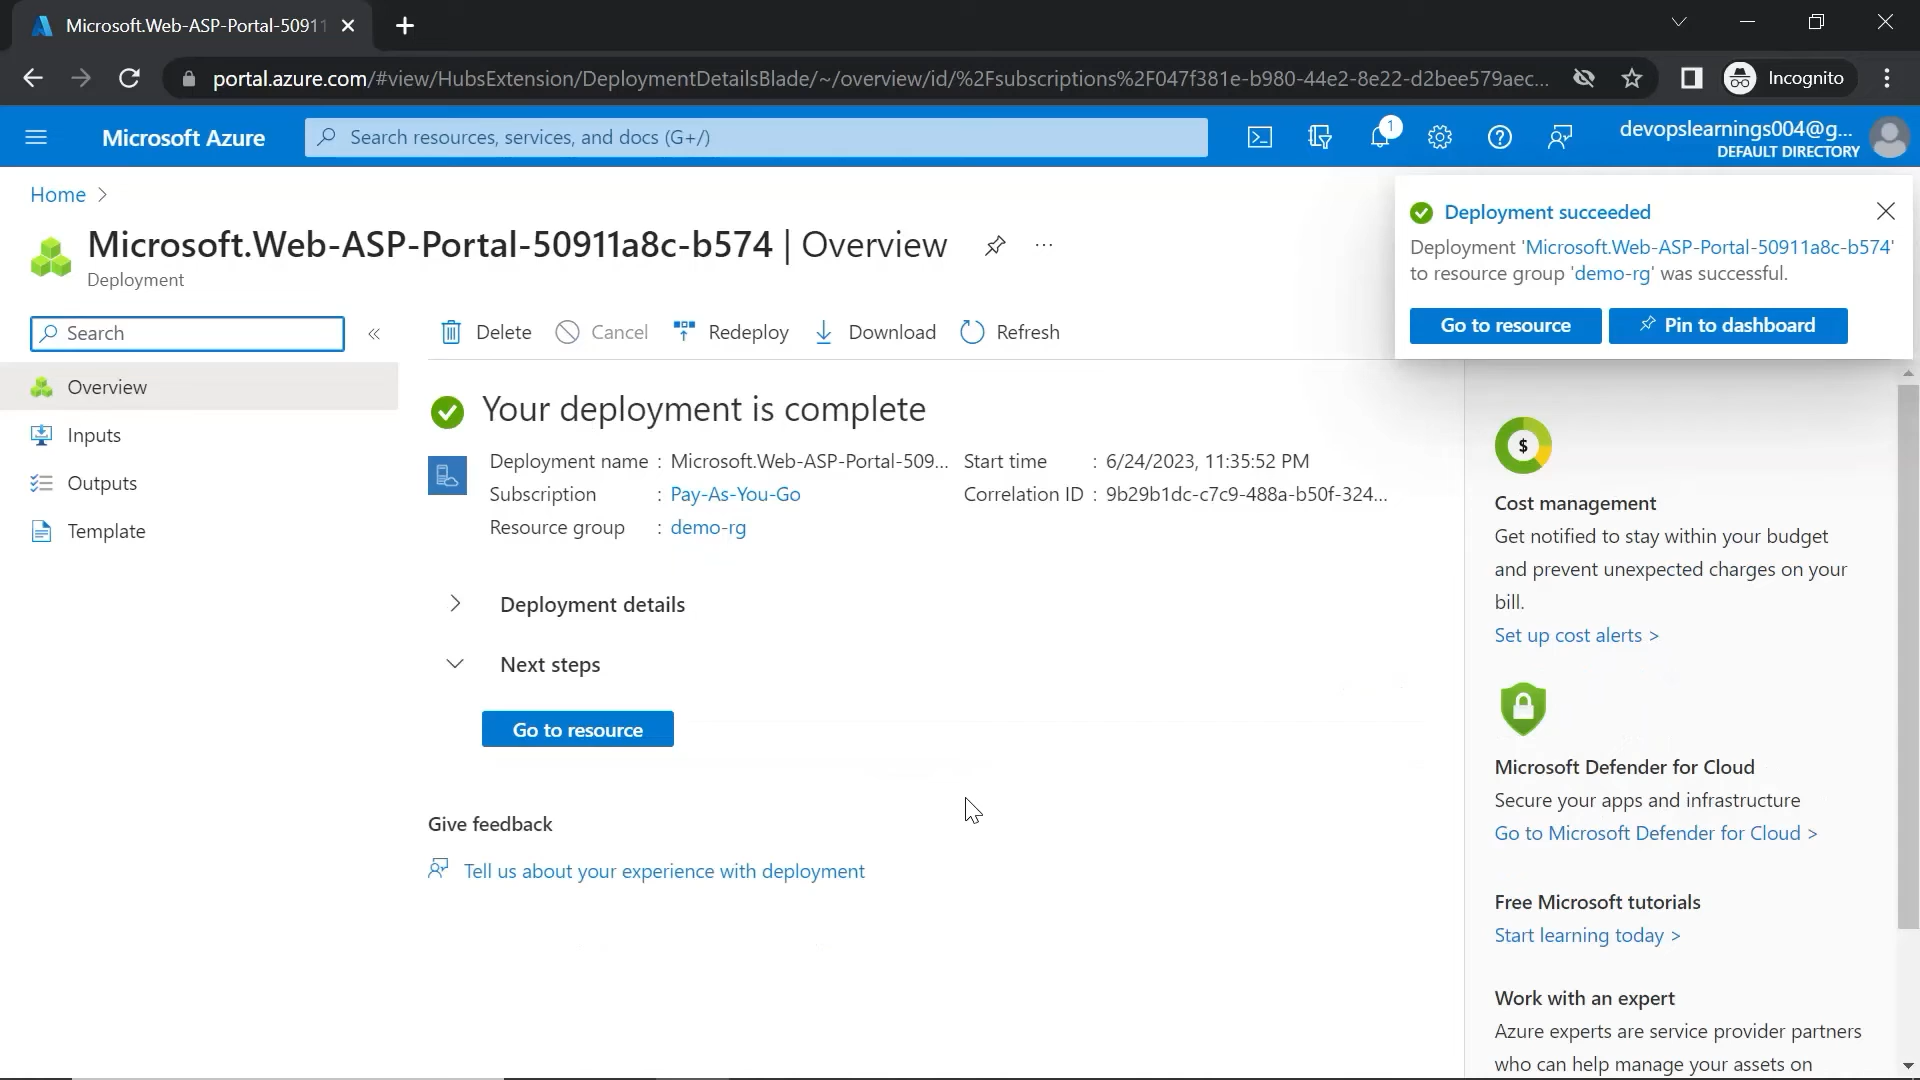 Microsoft.Web-ASP-Portal-50911
portal.azure.com/#view/HubsExtension/DeploymentDetailsBlade/~/overview/id/%2Fsubscriptions%2F047f381e-b980-44e2-8e22-d2bee579aec...
Incognito
Microsoft Azure
Search resources, services, and docs (G+/)
1
devopslearnings004@g...
DEFAULT DIRECTORY
Home
Microsoft.Web-ASP-Portal-50911a8c-b574 | Overview
Deployment
Deployment succeeded
Deployment 'Microsoft.Web-ASP-Portal-50911a8c-b574'
to resource group 'demo-rg' was successful.
Go to resource
Pin to dashboard
Search
Delete
Cancel
Redeploy
Download
Refresh
Overview
Inputs
Outputs
Template
Your deployment is complete
Deployment name : Microsoft.Web-ASP-Portal-509...
Subscription : Pay-As-You-Go
Resource group : demo-rg
Start time : 6/24/2023, 11:35:52 PM
Correlation ID : 9b29b1dc-c7c9-488a-b50f-324...
Deployment details
Next steps
Go to resource
Give feedback
Tell us about your experience with deployment
$
Cost management
Get notified to stay within your budget
and prevent unexpected charges on your
bill.
Set up cost alerts >
Microsoft Defender for Cloud
Secure your apps and infrastructure
Go to Microsoft Defender for Cloud >
Free Microsoft tutorials
Start learning today >
Work with an expert
Azure experts are service provider partners
who can help manage your assets on